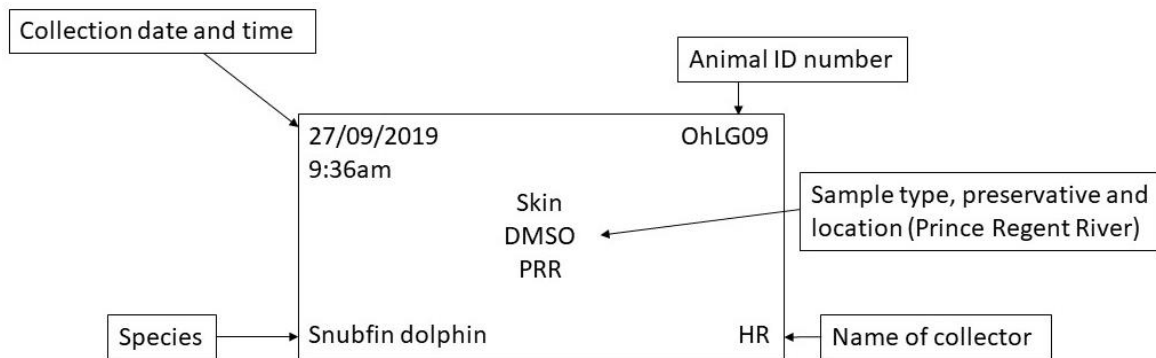 Collection date and time
Animal ID number
27/09/2019
9:36am
OhLG09
Skin
DMSO
PRR
Sample type, preservative and
location (Prince Regent River)
Species
Snubfin dolphin
HR
Name of collector